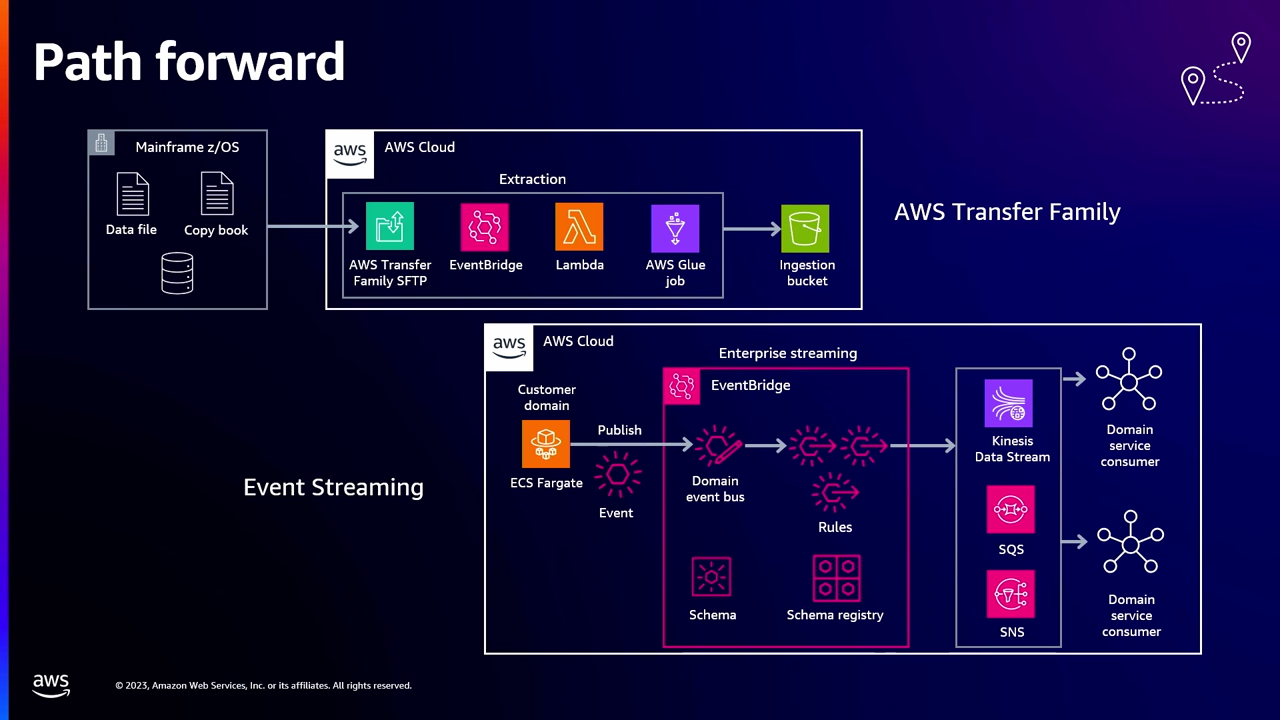 Path forward
Mainframe z/OS
Data file
Copy book
aws
AWS Cloud
Extraction
AWS Transfer
Family SFTP
EventBridge
Lambda
AWS Glue
job
Ingestion
bucket
AWS Transfer Family
Event Streaming
aws
AWS Cloud
Enterprise streaming
Customer
domain
ECS Fargate
Publish
Event
EventBridge
Domain
event bus
Rules
Schema
Schema registry
Kinesis
Data Stream
SQS
SNS
Domain
service
consumer
Domain
service
consumer
aws
© 2023, Amazon Web Services, Inc. or its affiliates. All rights reserved.